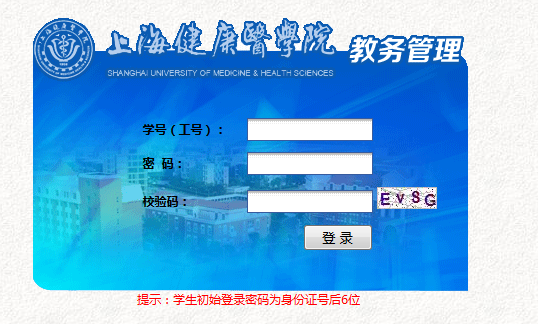 上海健康醫學院 教务管理
SHANGHAI UNIVERSITY OF MEDICINE & HEALTH SCIENCES
学号（工号）：
密 码：
校验码： EvSG
登 录
提示：学生初始登录密码为身份证号后6位